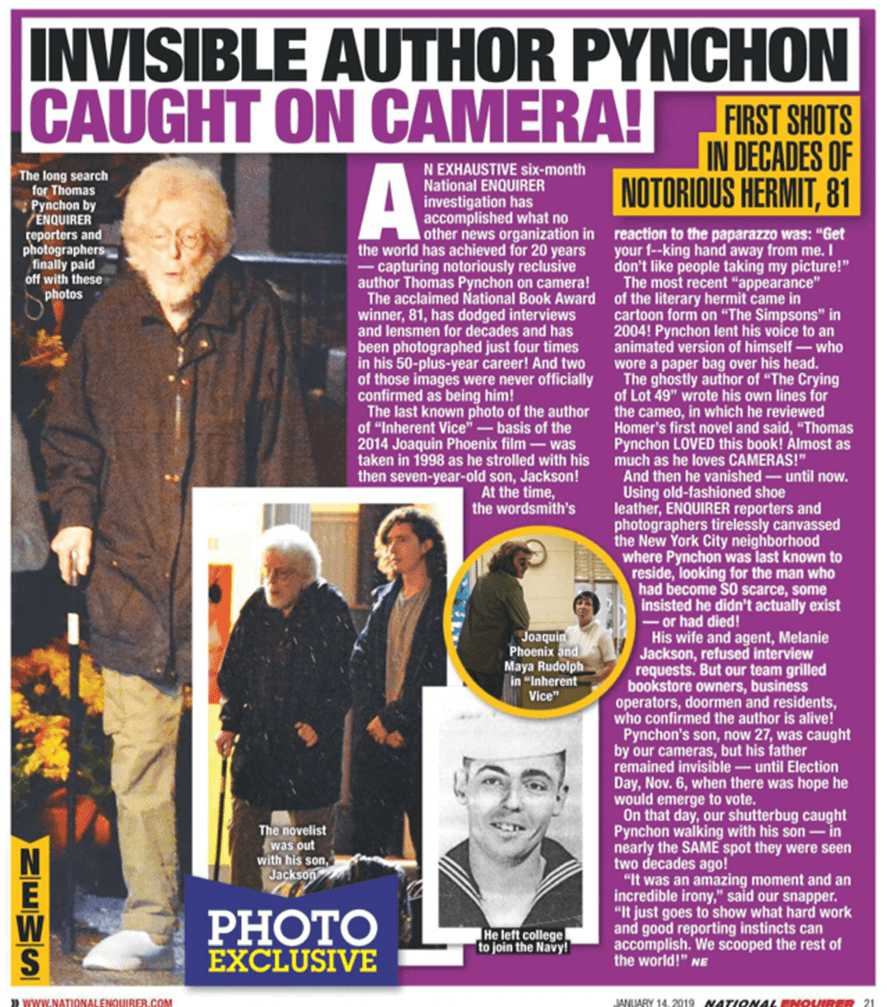 INVISIBLE AUTHOR PYNCHON
CAUGHT ON CAMERA!
FIRST SHOTS
IN DECADES OF
NOTORIOUS HERMIT, 81
The long search
for Thomas
Pynchon by
ENQUIRER
reporters and
photographers
finally paid
off with these
photos
AN EXHAUSTIVE six-month
National ENQUIRER
investigation has
accomplished what no
other news organization in
the world has achieved for 20 years
— capturing notoriously reclusive
author Thomas Pynchon on camera!
The acclaimed National Book Award
winner, 81, has dodged interviews
and lensmen for decades and has
been photographed just four times
in his 50-plus-year career! And two
of those images were never officially
confirmed as being him!
The last known photo of the author
of “Inherent Vice” — basis of the
2014 Joaquin Phoenix film — was
taken in 1998 as he strolled with his
then seven-year-old son, Jackson!
At the time,
the wordsmith’s
reaction to the paparazzo was: “Get
your f--king hand away from me. I
don’t like people taking my picture!”
The most recent “appearance”
of the literary hermit came in
cartoon form on “The Simpsons” in
2004! Pynchon lent his voice to an
animated version of himself — who
wore a paper bag over his head.
The ghostly author of “The Crying
of Lot 49” wrote his own lines for
the cameo, in which he reviewed
Homer’s first novel and said, “Thomas
Pynchon LOVED this book! Almost as
much as he loves CAMERAS!”
And then he vanished — until now.
Using old-fashioned shoe
leather, ENQUIRER reporters and
photographers tirelessly canvassed
the New York City neighborhood
where Pynchon was last known to
reside, looking for the man who
had become SO scarce, some
insisted he didn’t actually exist
— or had died!
His wife and agent, Melanie
Jackson, refused interview
requests. But our team grilled
bookstore owners, business
operators, doormen and residents,
who confirmed the author is alive!
Pynchon’s son, now 27, was caught
by our cameras, but his father
remained invisible — until Election
Day, Nov. 6, when there was hope he
would emerge to vote.
On that day, our shutterbug caught
Pynchon walking with his son — in
nearly the SAME spot they were seen
two decades ago!
“It was an amazing moment and an
incredible irony,” said our snapper.
“It just goes to show what hard work
and good reporting instincts can
accomplish. We scooped the rest of
the world!” NE
Joaquin
Phoenix and
Maya Rudolph
in “Inherent
Vice”
The novelist
was out
with his son,
Jackson
He left college
to join the Navy!
PHOTO
EXCLUSIVE
NEWS
WWW.NATIONALENQUIRER.COM
JANUARY 14, 2019 NATIONAL ENQUIRER 21